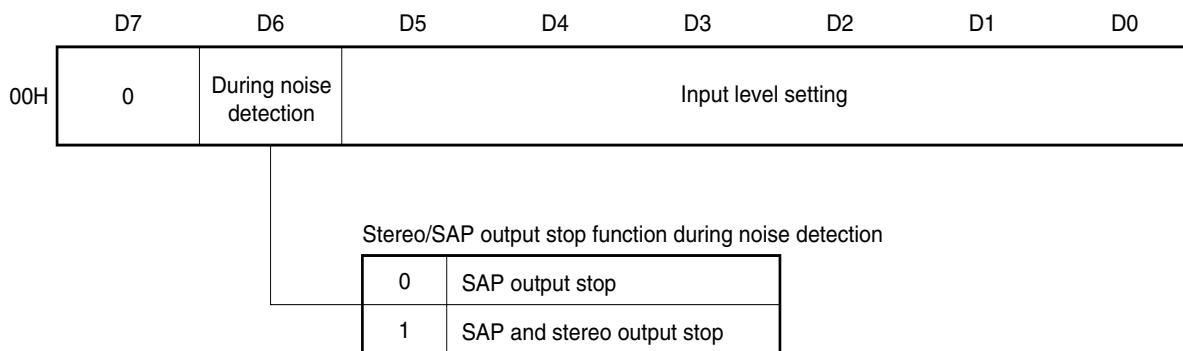 D7 D6 D5 D4 D3 D2 D1 D0
00H 0 During noise detection Input level setting
Stereo/SAP output stop function during noise detection
0 SAP output stop
1 SAP and stereo output stop